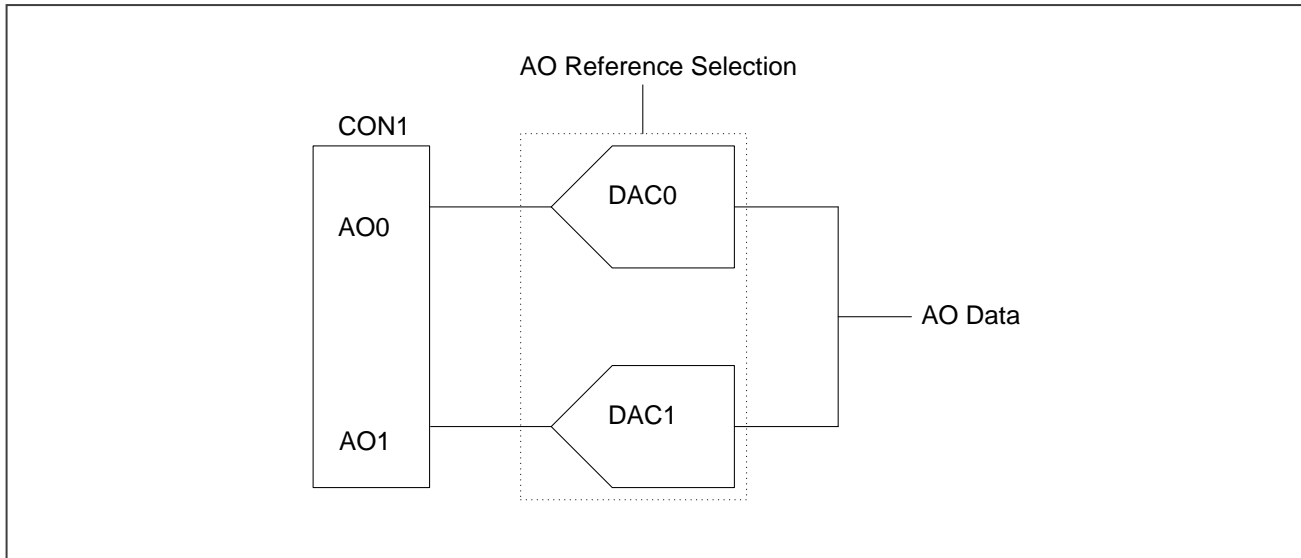 AO Reference Selection
CON1
DAC0
AO0
AO Data
DAC1
AO1